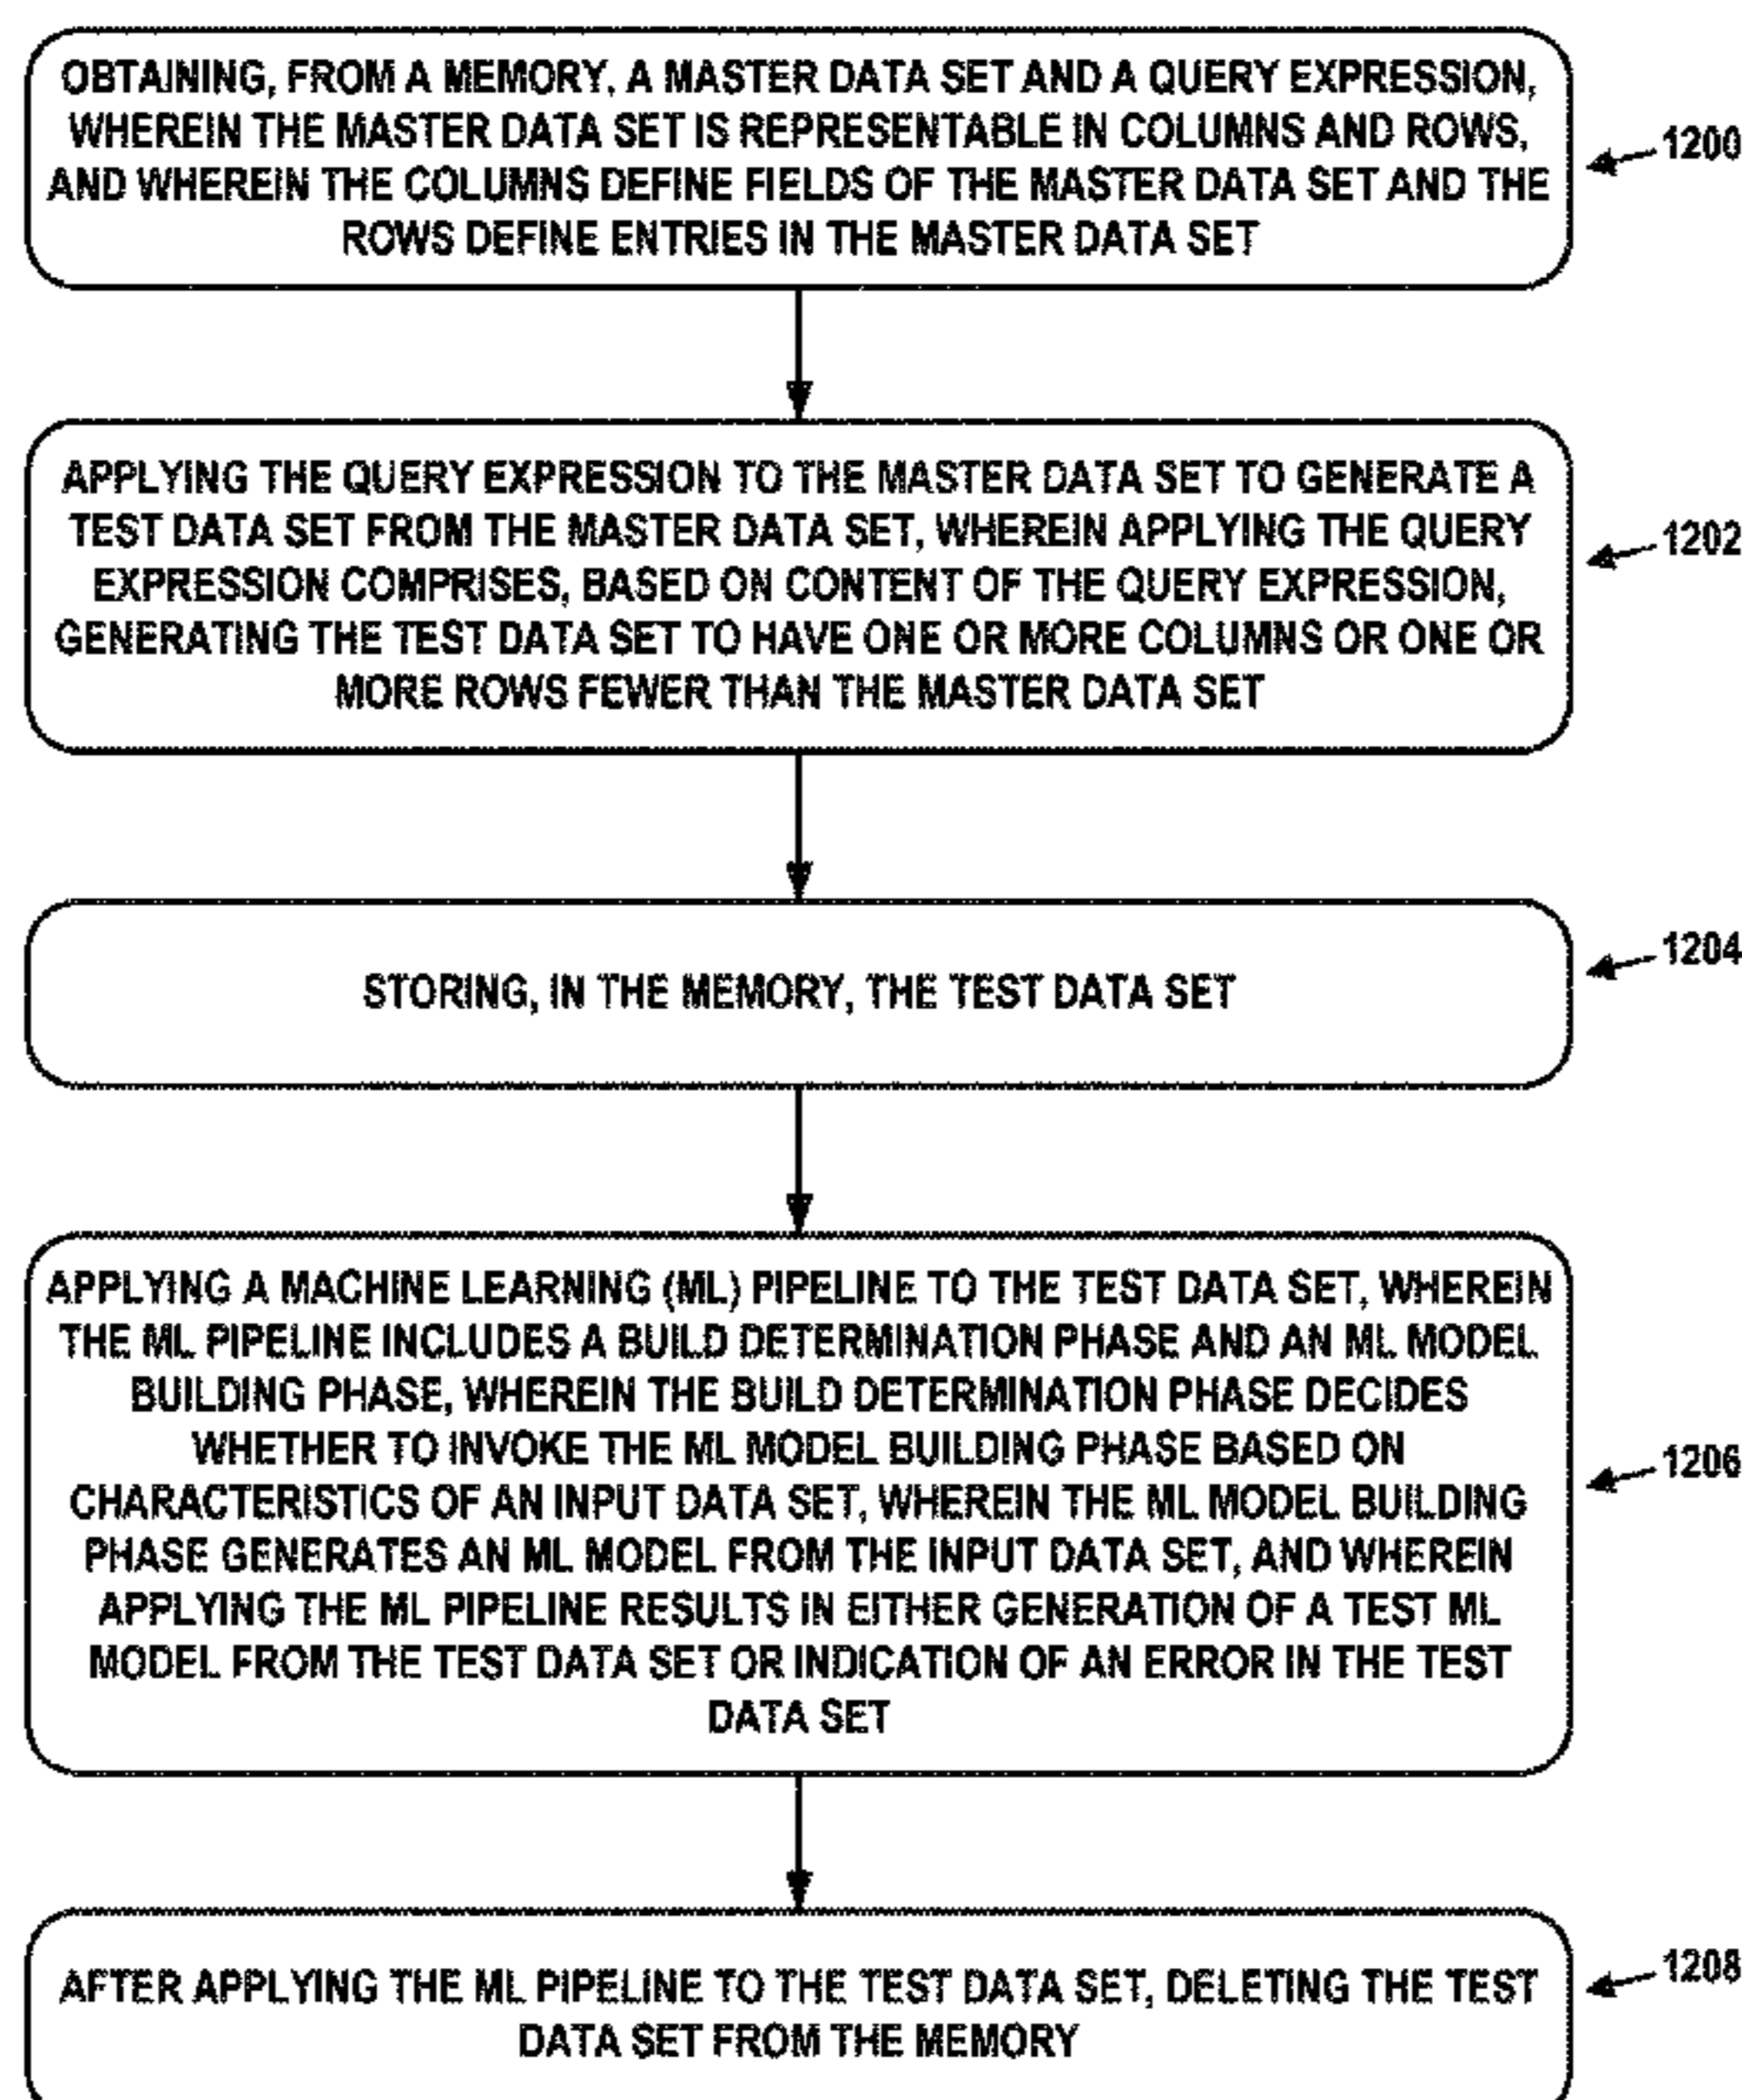 OBTAINING, FROM A MEMORY, A MASTER DATA SET AND A QUERY EXPRESSION,
WHEREIN THE MASTER DATA SET IS REPRESENTABLE IN COLUMNS AND ROWS,
AND WHEREIN THE COLUMNS DEFINE FIELDS OF THE MASTER DATA SET AND THE
ROWS DEFINE ENTRIES IN THE MASTER DATA SET
1200
APPLYING THE QUERY EXPRESSION TO THE MASTER DATA SET TO GENERATE A
TEST DATA SET FROM THE MASTER DATA SET, WHEREIN APPLYING THE QUERY
EXPRESSION COMPRISES, BASED ON CONTENT OF THE QUERY EXPRESSION,
GENERATING THE TEST DATA SET TO HAVE ONE OR MORE COLUMNS OR ONE OR
MORE ROWS FEWER THAN THE MASTER DATA SET
1202
STORING, IN THE MEMORY, THE TEST DATA SET
1204
APPLYING A MACHINE LEARNING (ML) PIPELINE TO THE TEST DATA SET, WHEREIN
THE ML PIPELINE INCLUDES A BUILD DETERMINATION PHASE AND AN ML MODEL
BUILDING PHASE, WHEREIN THE BUILD DETERMINATION PHASE DECIDES
WHETHER TO INVOKE THE ML MODEL BUILDING PHASE BASED ON
CHARACTERISTICS OF AN INPUT DATA SET, WHEREIN THE ML MODEL BUILDING
PHASE GENERATES AN ML MODEL FROM THE INPUT DATA SET, AND WHEREIN
APPLYING THE ML PIPELINE RESULTS IN EITHER GENERATION OF A TEST ML
MODEL FROM THE TEST DATA SET OR INDICATION OF AN ERROR IN THE TEST
DATA SET
1206
AFTER APPLYING THE ML PIPELINE TO THE TEST DATA SET, DELETING THE TEST
DATA SET FROM THE MEMORY
1208